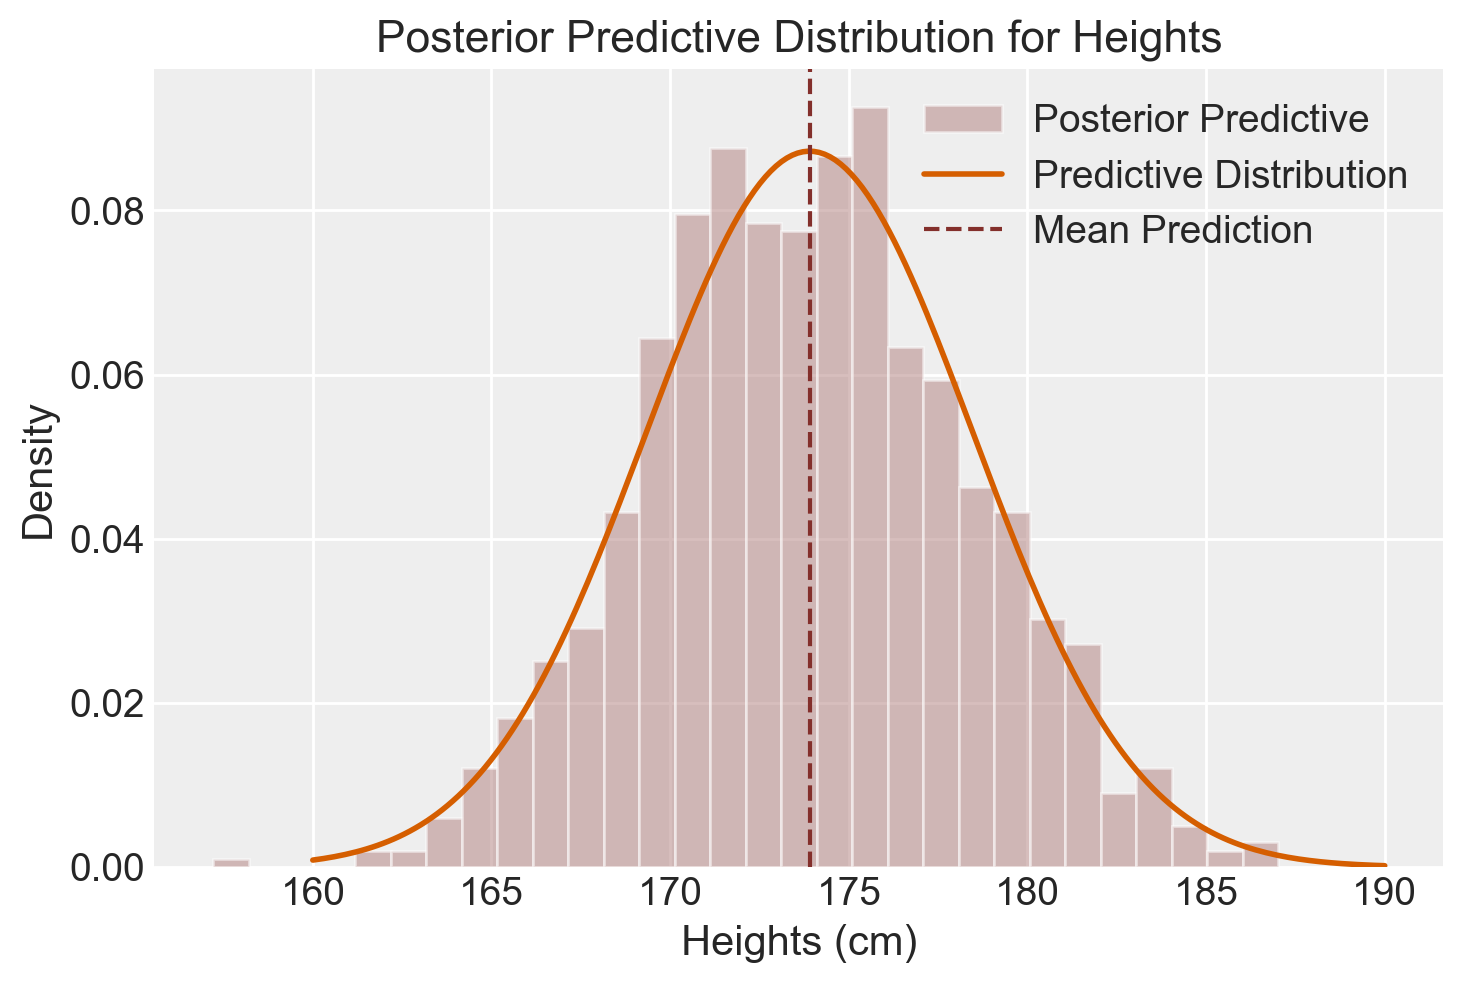 Posterior Predictive Distribution for Heights
Posterior Predictive
Predictive Distribution
Mean Prediction
Density
0.08
0.06
0.04
0.02
0.00
160 165 170 175 180 185 190
Heights (cm)